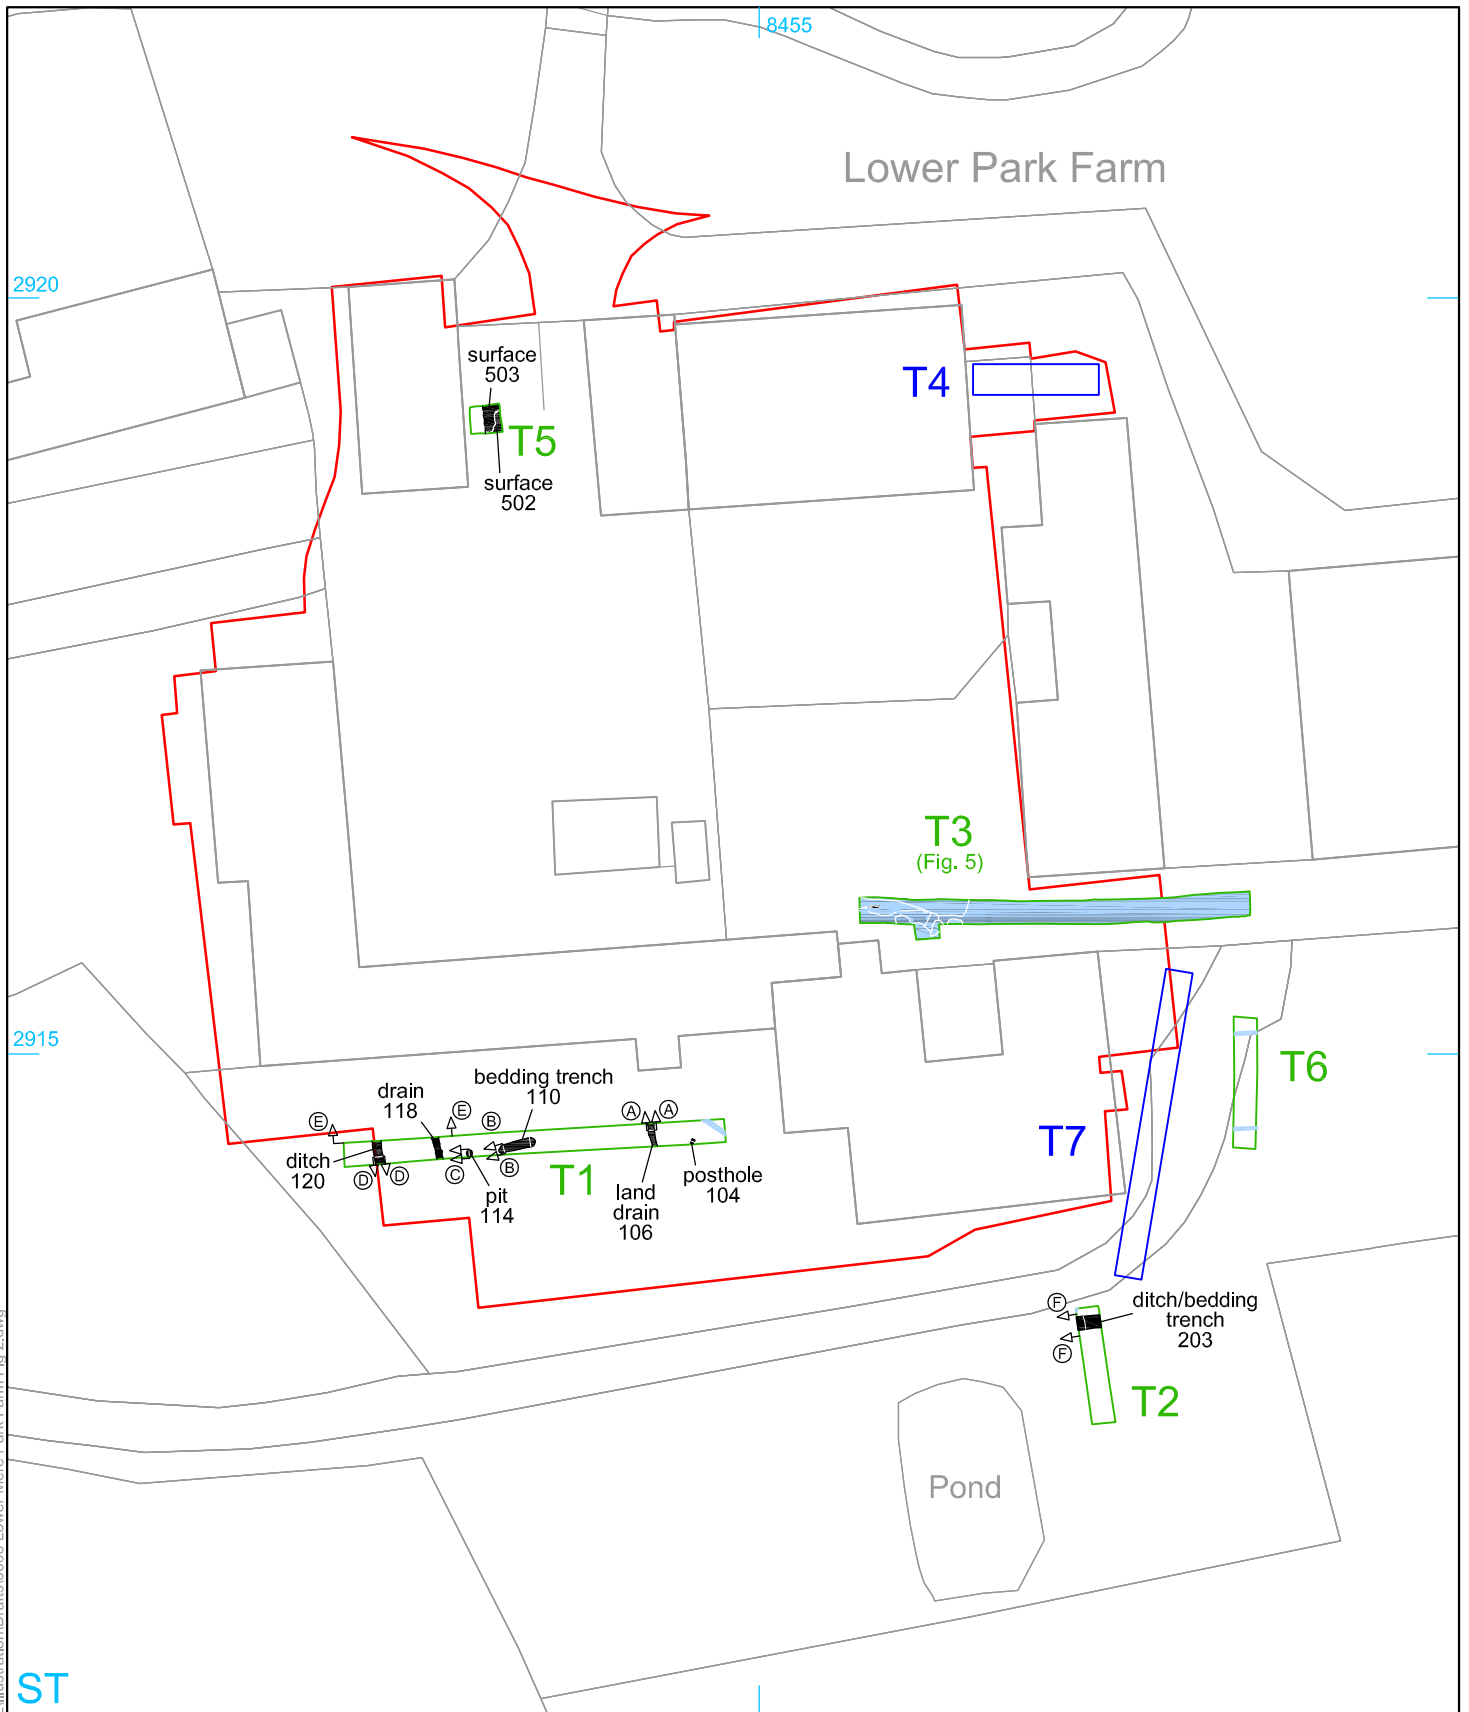 8455
Lower Park Farm
2920
surface
503
T4
T5
surface
502
T3
(Fig. 5)
2915
T6
bedding trench
110
drain
118
E
E
B
A
A
T7
ditch
120
D
D
C
B
pit
114
T1
land
drain
106
posthole
104
F
F
ditch/bedding
trench
203
T2
Pond
ST